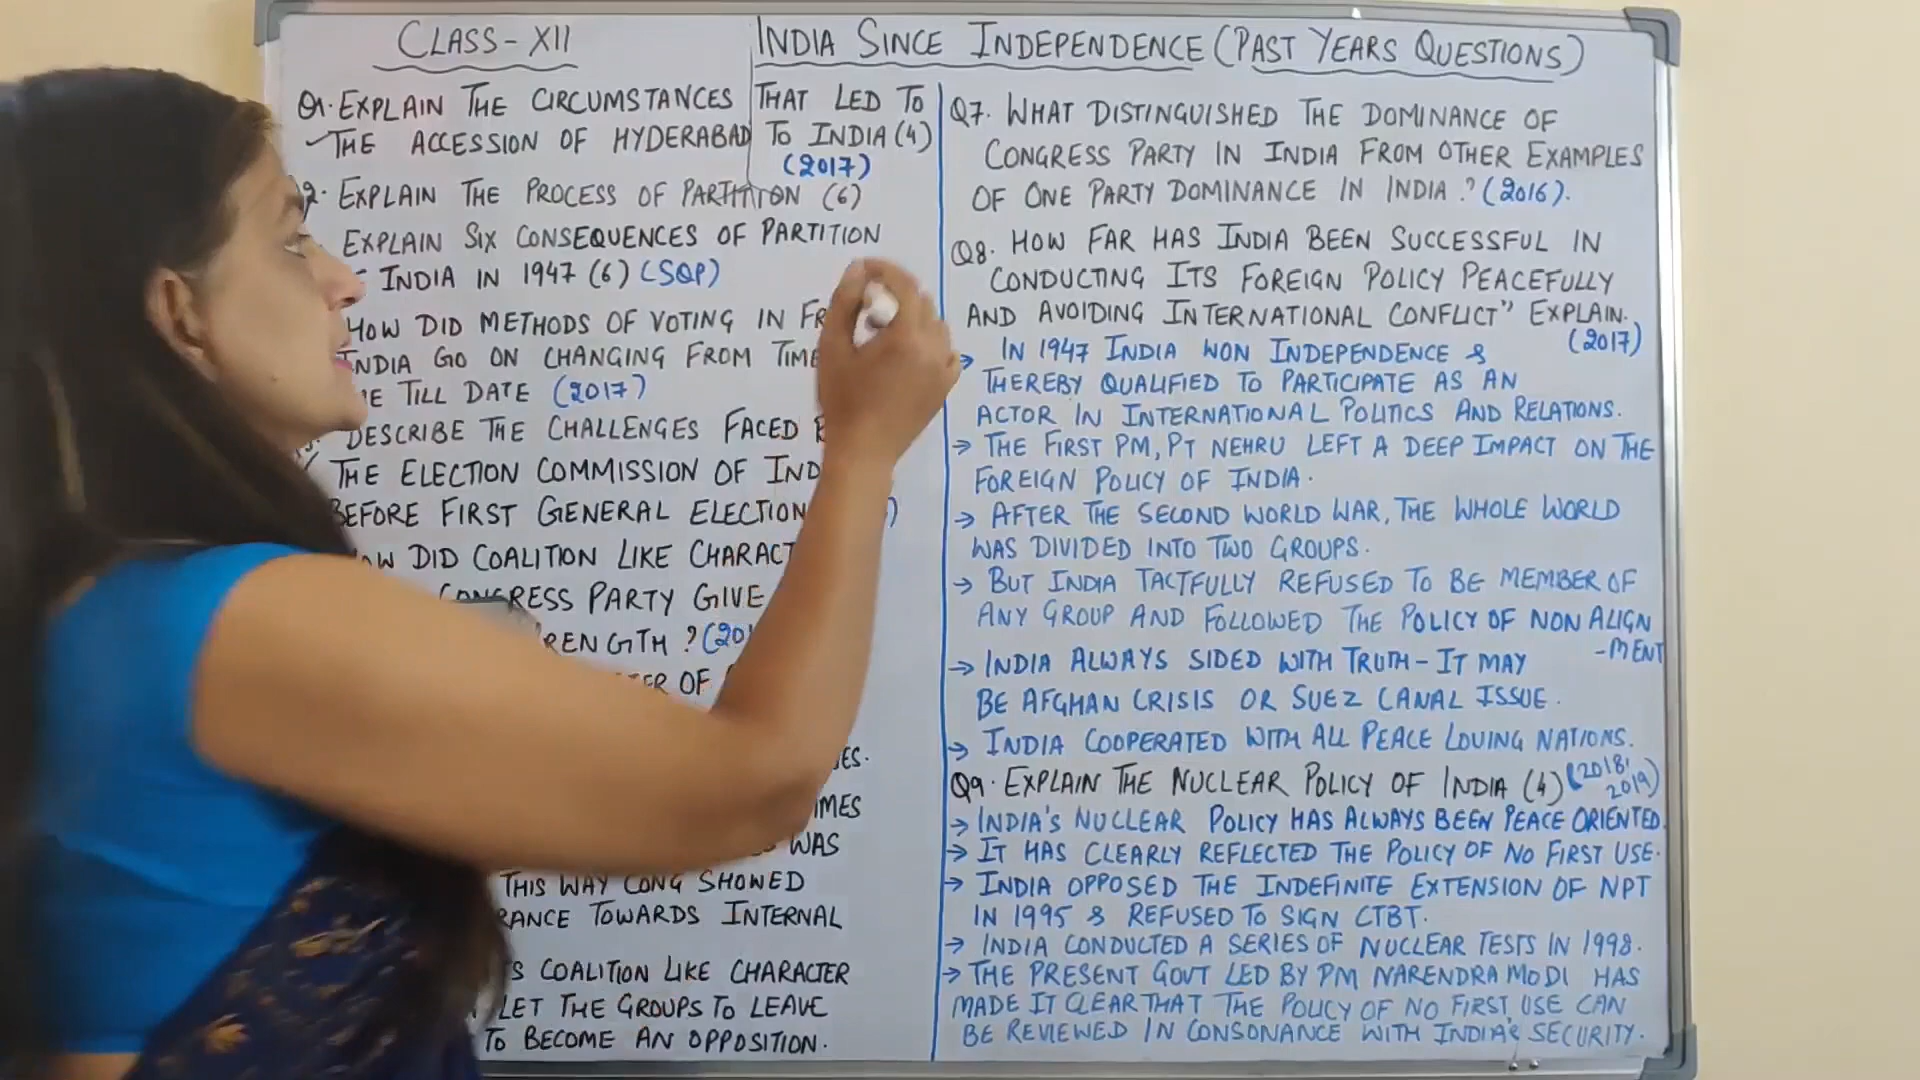 CLASS-XII
INDIA SINCE INDEPENDENCE (PAST YEARS QUESTIONS)
Q1. EXPLAIN THE CIRCUMSTANCES THAT LED TO
THE ACCESSION OF HYDERABAD TO INDIA (4)
(2017)
2. EXPLAIN THE PROCESS OF PARTITION (6)
EXPLAIN SIX CONSEQUENCES OF PARTITION
INDIA IN 1947 (6) (SQP)
HOW DID METHODS OF VOTING IN
INDIA GO ON CHANGING FROM TIME
TILL DATE (2017)
DESCRIBE THE CHALLENGES FACED
THE ELECTION COMMISSION OF
BEFORE FIRST GENERAL ELECTION
DID COALITION LIKE
CONGRESS PARTY GIVE
?
OF
WAS
THIS WAY CONG SHOWED
TOWARDS INTERNAL
COALITION LIKE CHARACTER
LET THE GROUPS TO LEAVE
TO BECOME AN OPPOSITION.
Q7. WHAT DISTINGUISHED THE DOMINANCE OF
CONGRESS PARTY IN INDIA FROM OTHER EXAMPLES
OF ONE PARTY DOMINANCE IN INDIA? (2016).
Q8. HOW FAR HAS INDIA BEEN SUCCESSFUL IN
CONDUCTING ITS FOREIGN POLICY PEACEFULLY
AND AVOIDING INTERNATIONAL CONFLICT" EXPLAIN.
(2017)
→ IN 1947 INDIA WON INDEPENDENCE &
THEREBY QUALIFIED TO PARTICIPATE AS AN
ACTOR IN INTERNATIONAL POLITICS AND RELATIONS.
→ THE FIRST PM, PT NEHRU LEFT A DEEP IMPACT ON THE
FOREIGN POLICY OF INDIA.
→ AFTER THE SECOND WORLD WAR, THE WHOLE WORLD
WAS DIVIDED INTO TWO GROUPS.
→ BUT INDIA TACTFULLY REFUSED TO BE MEMBER OF
ANY GROUP AND FOLLOWED THE POLICY OF NON ALIGN
-MENT
→ INDIA ALWAYS SIDED WITH TRUTH - IT MAY
BE AFGHAN CRISIS OR SUEZ CANAL ISSUE.
→ INDIA COOPERATED WITH ALL PEACE LOVING NATIONS.
Q9. EXPLAIN THE NUCLEAR POLICY OF INDIA (4) (2018,
2019)
→ INDIA'S NUCLEAR POLICY HAS ALWAYS BEEN PEACE ORIENTED.
→ IT HAS CLEARLY REFLECTED THE POLICY OF NO FIRST USE.
→ INDIA OPPOSED THE INDEFINITE EXTENSION OF NPT
IN 1995 & REFUSED TO SIGN CTBT.
→ INDIA CONDUCTED A SERIES OF NUCLEAR TESTS IN 1998.
→ THE PRESENT GOVT LED BY PM NARENDRA MODI HAS
MADE IT CLEAR THAT THE POLICY OF NO FIRST USE CAN
BE REVIEWED IN CONSONANCE WITH INDIA'S SECURITY.